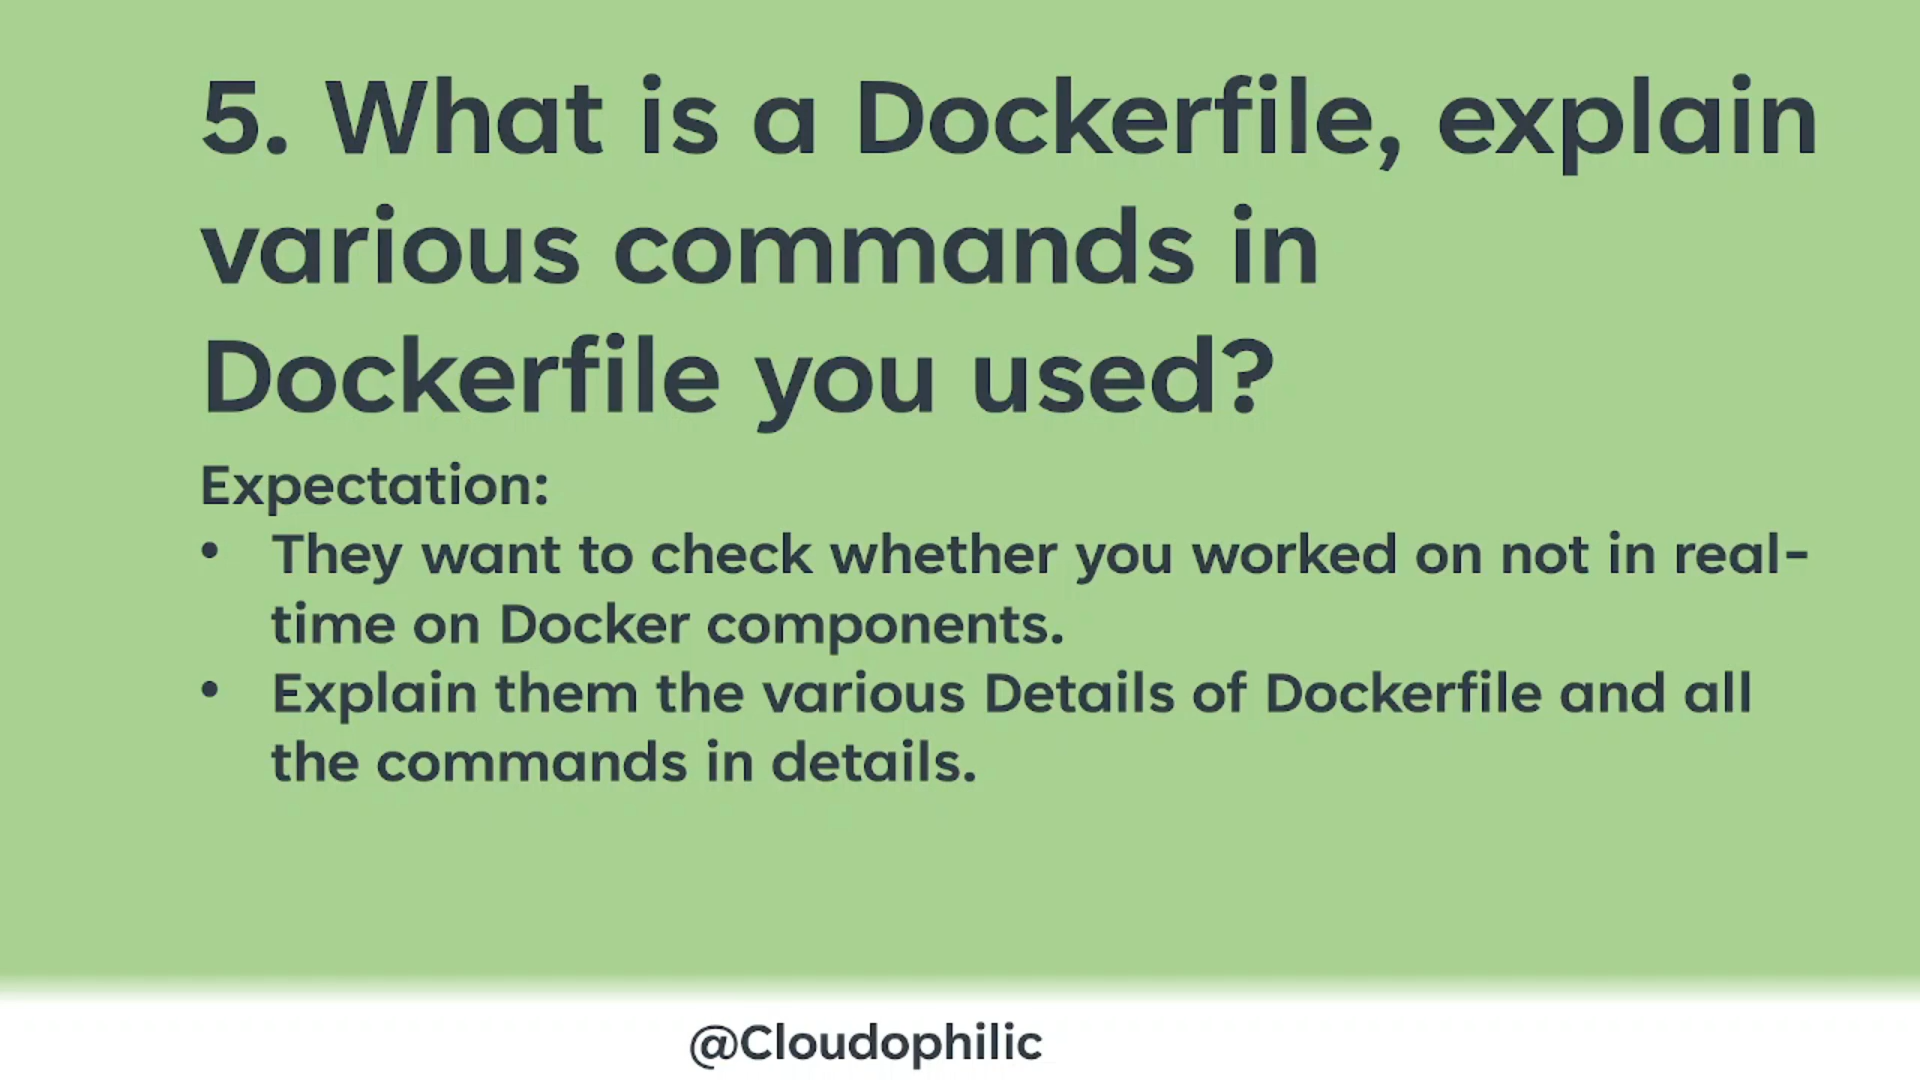 5. What is a Dockerfile, explain
various commands in
Dockerfile you used?
Expectation:
• They want to check whether you worked on not in real-
time on Docker components.
• Explain them the various Details of Dockerfile and all
the commands in details.
@Cloudophilic